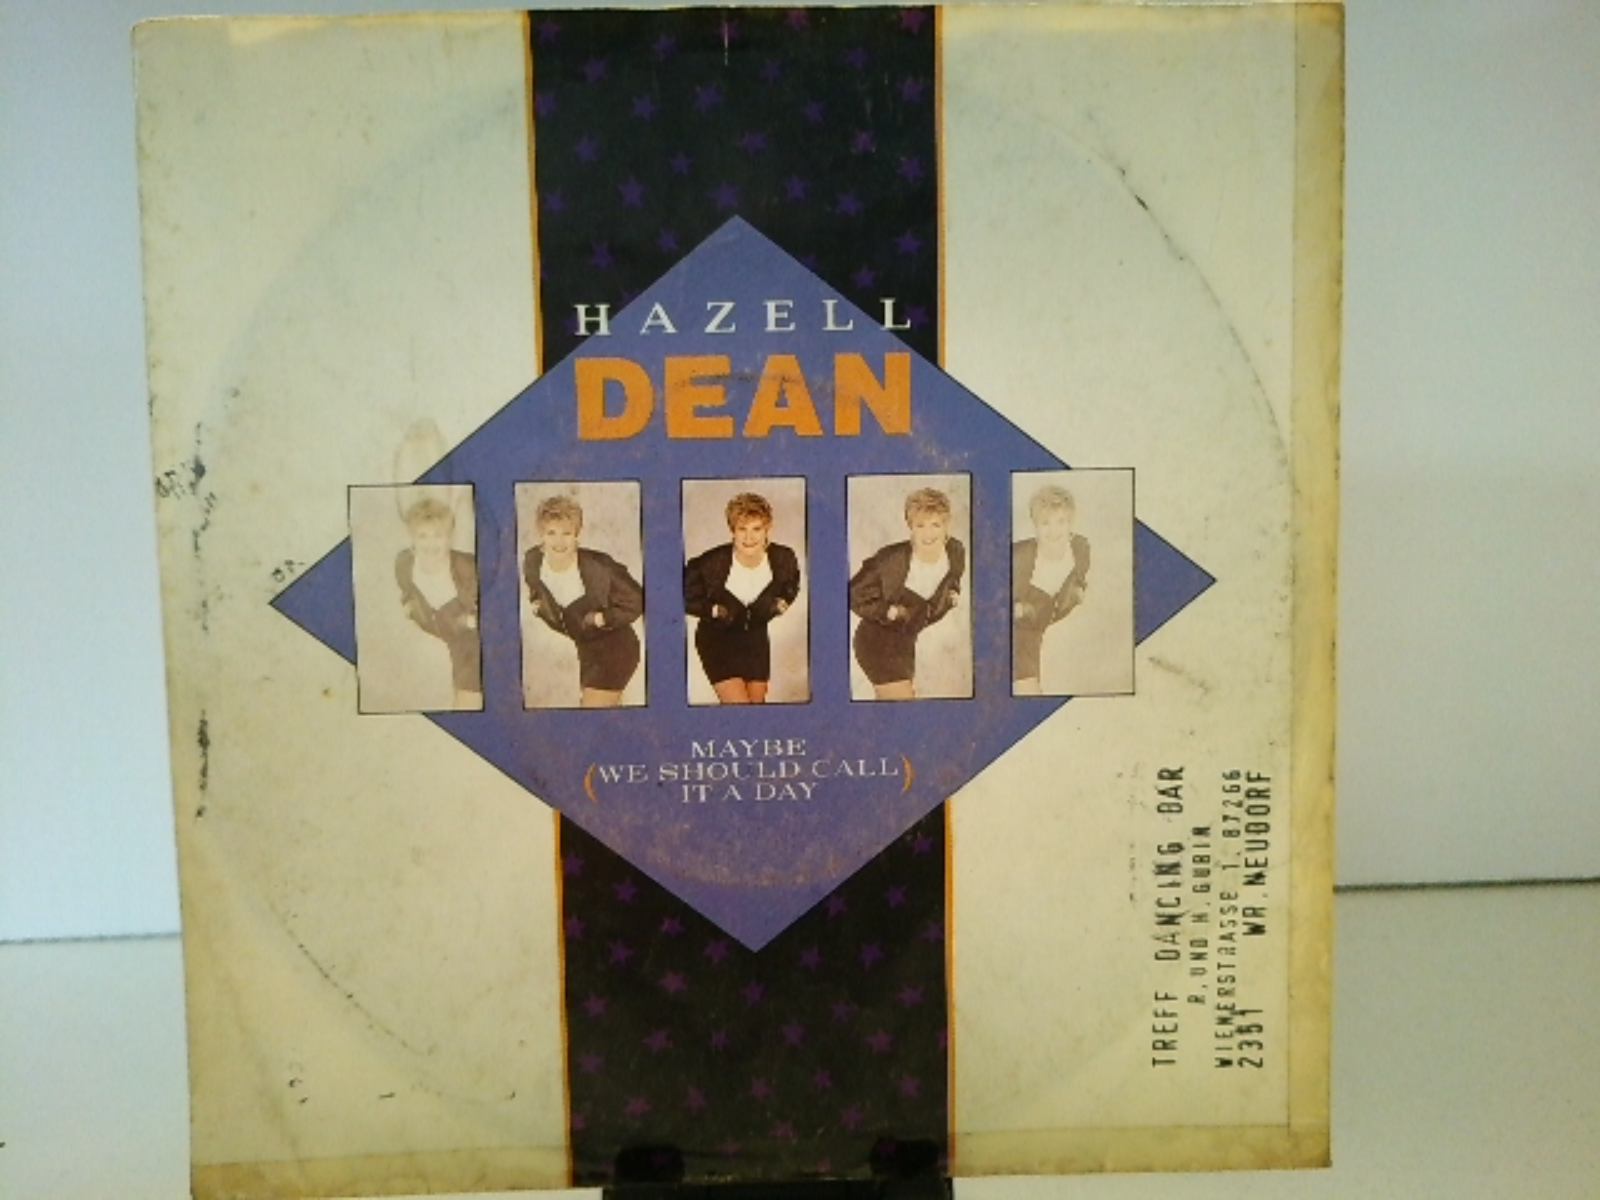 HAZELL
DEAN
MAYBE
(WE SHOULD CALL)
IT A DAY
TREFF DANCING BAR
R. UND H. GUBIN
WIENERSTRASSE 1. 87266
2351 WR. NEUDORF